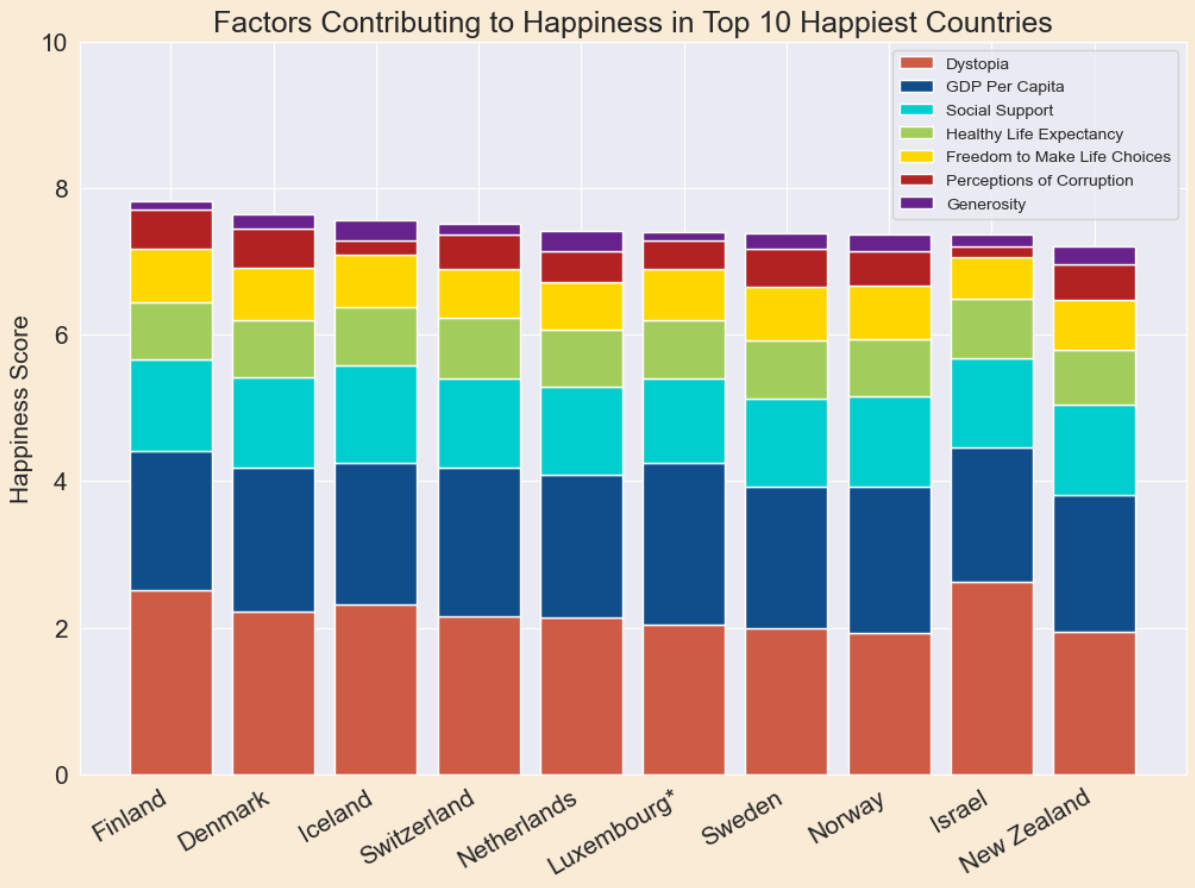 Factors Contributing to Happiness in Top 10 Happiest Countries
10
8
6
4
2
0
Happiness Score
Dystopia
GDP Per Capita
Social Support
Healthy Life Expectancy
Freedom to Make Life Choices
Perceptions of Corruption
Generosity
Finland
Denmark
Iceland
Switzerland
Netherlands
Luxembourg*
Sweden
Norway
Israel
New Zealand